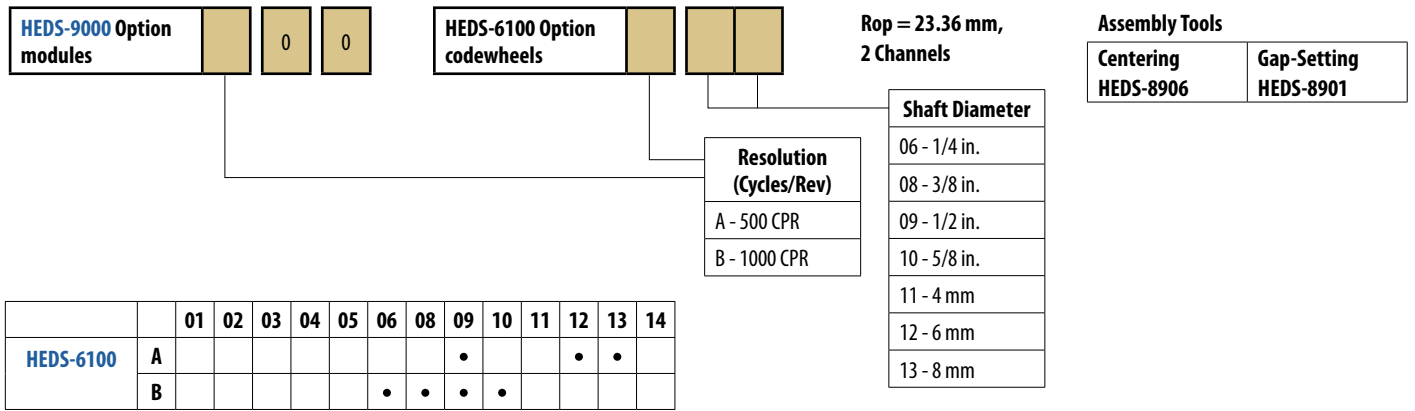 HEDS-9000 Option
modules
0
0
HEDS-6100 Option
codewheels
Rop = 23.36 mm,
2 Channels
Assembly Tools
Centering
HEDS-8906
Gap-Setting
HEDS-8901
Shaft Diameter
06 - 1/4 in.
08 - 3/8 in.
09 - 1/2 in.
10 - 5/8 in.
11 - 4 mm
12 - 6 mm
13 - 8 mm
Resolution
(Cycles/Rev)
A - 500 CPR
B - 1000 CPR
01 02 03 04 05 06 08 09 10 11 12 13 14
HEDS-6100 A • • •
B • • • •